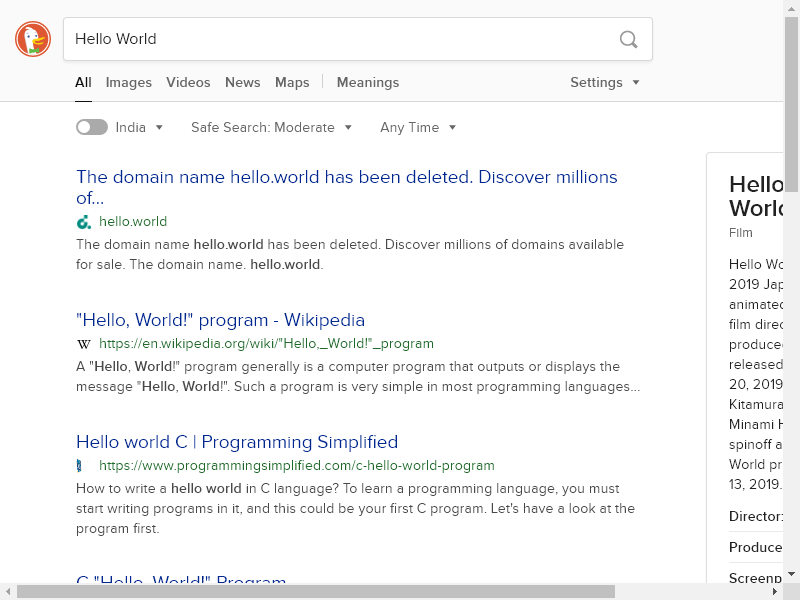 Hello World
All Images Videos News Maps Meanings Settings
India Safe Search: Moderate Any Time
The domain name hello.world has been deleted. Discover millions
of...
hello.world
The domain name hello.world has been deleted. Discover millions of domains available
for sale. The domain name. hello.world.
"Hello, World!" program - Wikipedia
W https://en.wikipedia.org/wiki/"Hello,_World!"_program
A "Hello, World!" program generally is a computer program that outputs or displays the
message "Hello, World!". Such a program is very simple in most programming languages...
Hello world C | Programming Simplified
https://www.programmingsimplified.com/c-hello-world-program
How to write a hello world in C language? To learn a programming language, you must
start writing programs in it, and this could be your first C program. Let's have a look at the
program first.
C "Hello, World!" Program
Hello
World
Film
Hello Wo
2019 Jap
animated
film direc
produced
released
20, 2019
Kitamura
Minami H
spinoff a
World pr
13, 2019.
Director:
Produce
Screenp